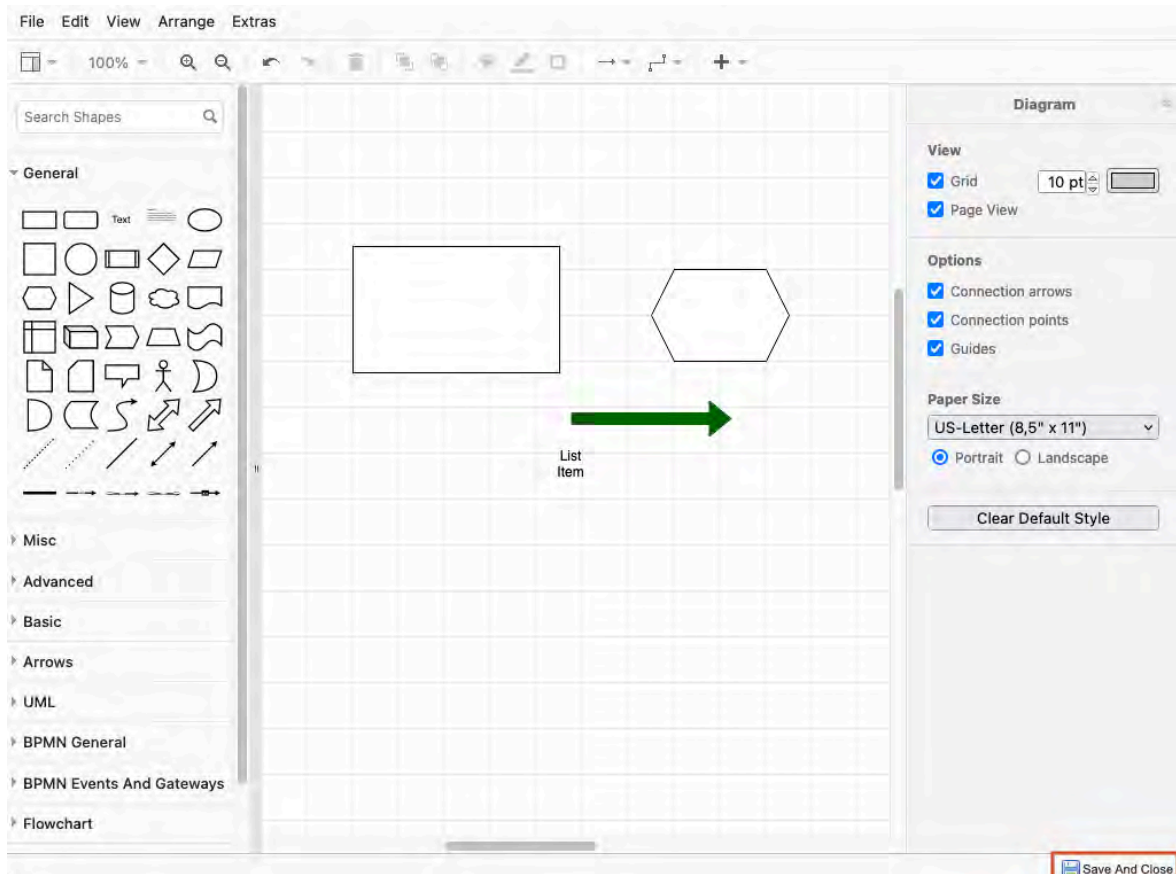 File Edit View Arrange Extras
100%
Search Shapes
General
Text
Misc
Advanced
Basic
Arrows
UML
BPMN General
BPMN Events And Gateways
Flowchart
List
Item
Diagram
View
Grid 10 pt
Page View
Options
Connection arrows
Connection points
Guides
Paper Size
US-Letter (8,5" x 11")
Portrait Landscape
Clear Default Style
Save And Close